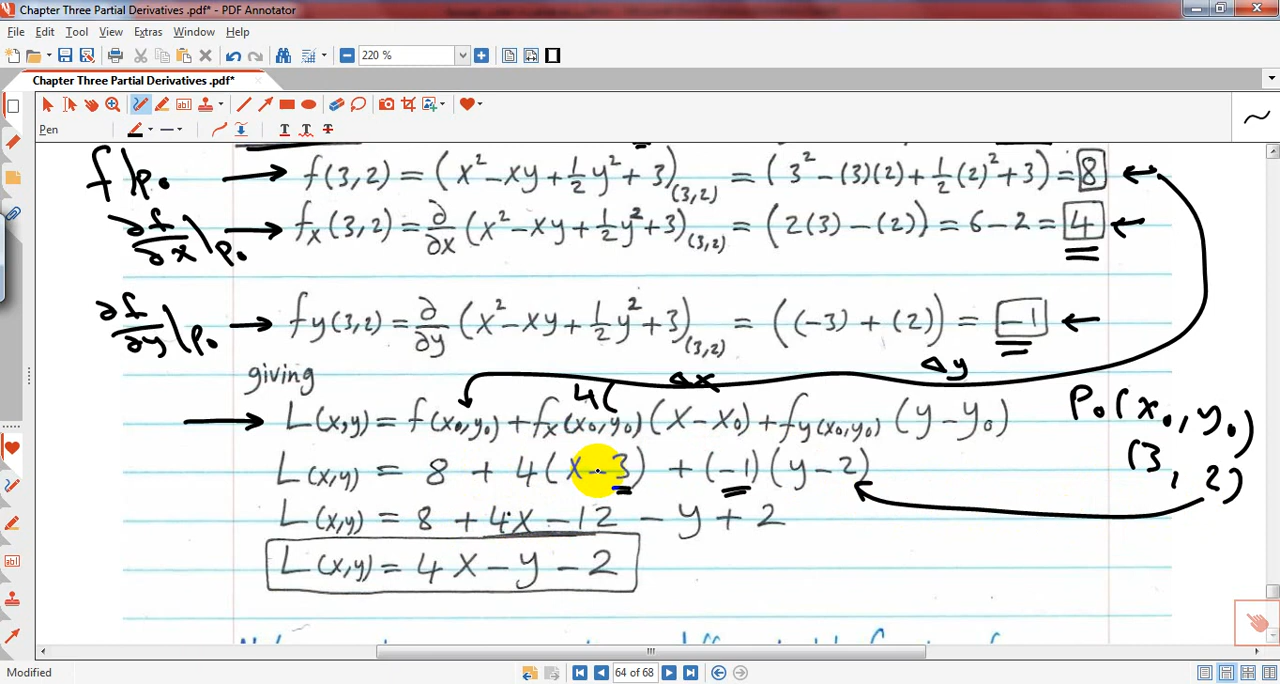 Chapter Three Partial Derivatives .pdf* - PDF Annotator
File Edit Tool View Extras Window Help
220 %
Chapter Three Partial Derivatives .pdf*
Pen
f|P₀ → f(3,2) = (x²-xy+½y²+3)(3,2) = (3²-(3)(2)+½(2)²+3) = 8
∂f/∂x|P₀ → fx(3,2) = ∂/∂x (x²-xy+½y²+3)(3,2) = (2(3)-(2)) = 6-2 = 4
∂f/∂y|P₀ → fy(3,2) = ∂/∂y (x²-xy+½y²+3)(3,2) = ((-3)+(2)) = -1
giving
Δx Δy
4(
→ L(x,y) = f(x₀,y₀) + fx(x₀,y₀) (x-x₀) + fy(x₀,y₀) (y-y₀)
P₀(x₀,y₀)
(3,2)
L(x,y) = 8 + 4(x-3) + (-1)(y-2)
L(x,y) = 8 + 4x - 12 - y + 2
L(x,y) = 4x - y - 2
Modified
64 of 68